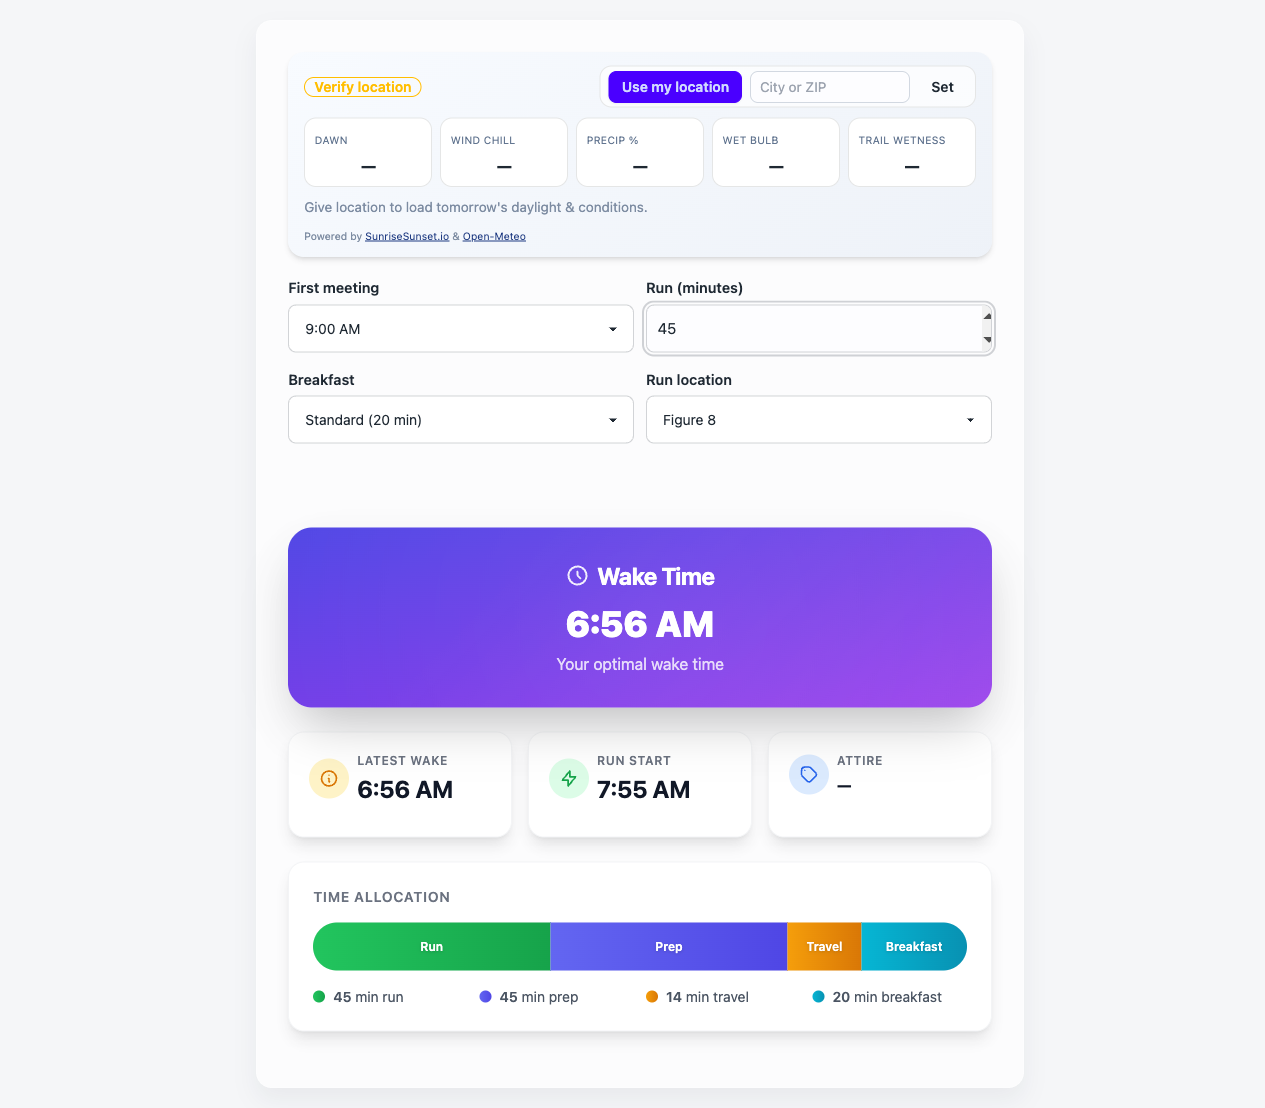 Verify location
Use my location
City or ZIP
Set
DAWN
WIND CHILL
PRECIP %
WET BULB
TRAIL WETNESS
—
—
—
—
—
Give location to load tomorrow's daylight & conditions.
Powered by SunriseSunset.io & Open-Meteo
First meeting
Run (minutes)
9:00 AM
45
Breakfast
Run location
Standard (20 min)
Figure 8
Wake Time
6:56 AM
Your optimal wake time
LATEST WAKE
6:56 AM
RUN START
7:55 AM
ATTIRE
—
TIME ALLOCATION
Run
Prep
Travel
Breakfast
45 min run
45 min prep
14 min travel
20 min breakfast